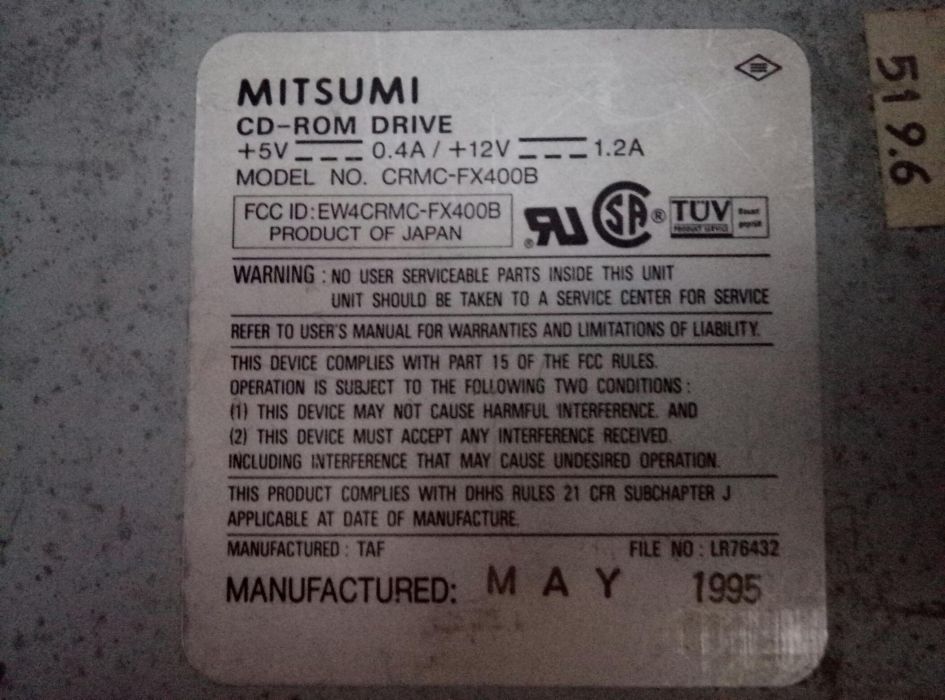 MITSUMI
CD-ROM DRIVE
+5V 0.4A / +12V 1.2A
MODEL NO. CRMC-FX400B
FCC ID:EW4CRMC-FX400B
PRODUCT OF JAPAN
SA ® TÜV
PRODUCT SERVICE
WARNING : NO USER SERVICEABLE PARTS INSIDE THIS UNIT
UNIT SHOULD BE TAKEN TO A SERVICE CENTER FOR SERVICE
REFER TO USER'S MANUAL FOR WARRANTIES AND LIMITATIONS OF LIABILITY.
THIS DEVICE COMPLIES WITH PART 15 OF THE FCC RULES.
OPERATION IS SUBJECT TO THE FOLLOWING TWO CONDITIONS :
(1) THIS DEVICE MAY NOT CAUSE HARMFUL INTERFERENCE. AND
(2) THIS DEVICE MUST ACCEPT ANY INTERFERENCE RECEIVED.
INCLUDING INTERFERENCE THAT MAY CAUSE UNDESIRED OPERATION.
THIS PRODUCT COMPLIES WITH DHHS RULES 21 CFR SUBCHAPTER J
APPLICABLE AT DATE OF MANUFACTURE.
MANUFACTURED : TAF FILE NO : LR76432
MANUFACTURED: MAY 1995
519.6